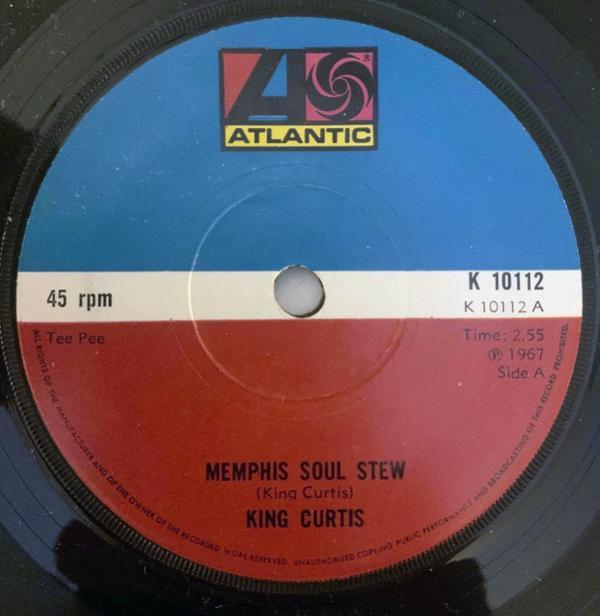 ®
ATLANTIC
45 rpm
K 10112
K 10112 A
Tee Pee
Time: 2.55
℗ 1967
Side A
MEMPHIS SOUL STEW
(King Curtis)
KING CURTIS
ALL RIGHTS OF THE MANUFACTURER AND OF THE OWNER OF THE RECORDED WORK RESERVED. UNAUTHORISED COPYING PUBLIC PERFORMANCE AND BROADCASTING OF THIS RECORD PROHIBITED.